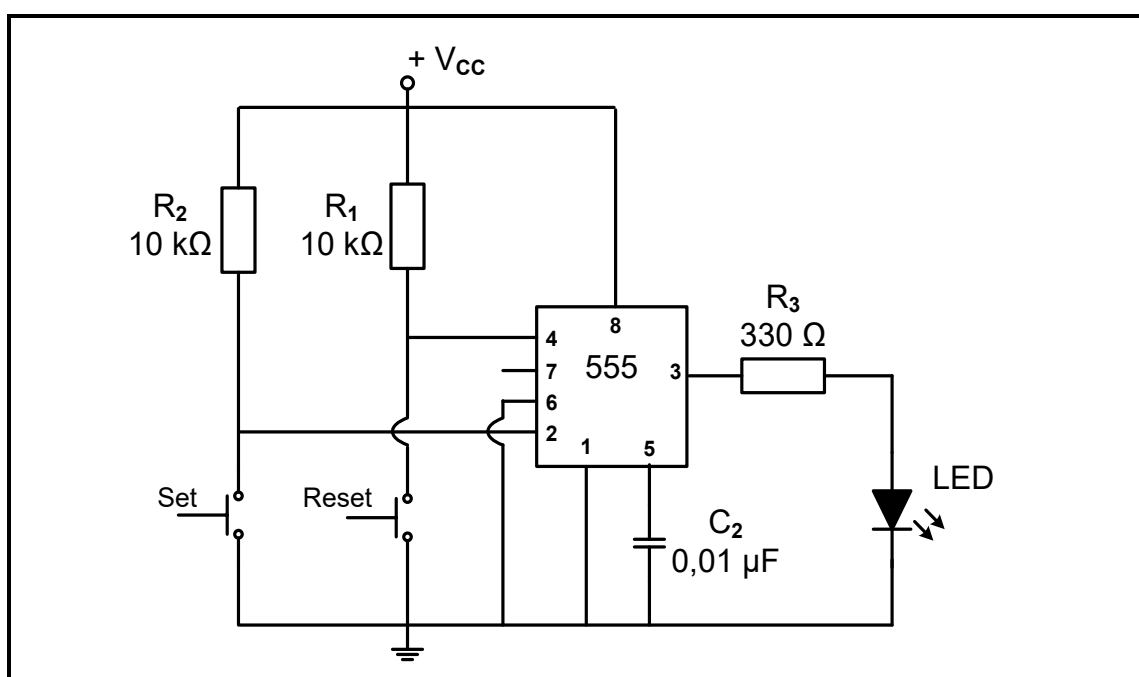 + Vcc
R2
10 kΩ
R1
10 kΩ
R3
330 Ω
8
4
7
555
3
6
2
1
5
Set
Reset
LED
C2
0,01 µF